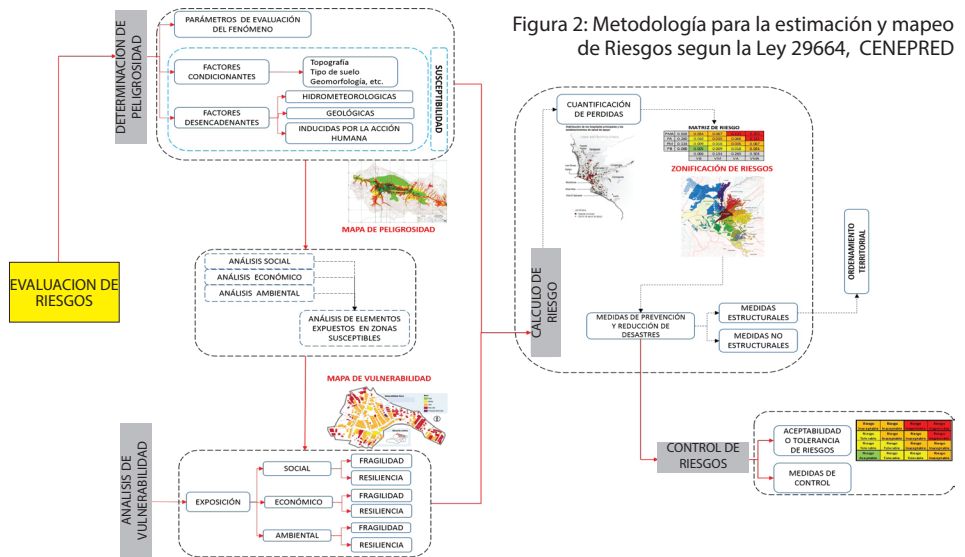 Figura 2: Metodología para la estimación y mapeo
de Riesgos segun la Ley 29664, CENEPRED
EVALUACION DE
RIESGOS
DETERMINACION DE
PELIGROSIDAD
PARÁMETROS DE EVALUACIÓN
DEL FENÓMENO
FACTORES
CONDICIONANTES
Topografía
Tipo de suelo
Geomorfología, etc.
FACTORES
DESENCADENANTES
HIDROMETEOROLOGICAS
GEOLÓGICAS
INDUCIDAS POR LA ACCIÓN
HUMANA
SUSCEPTIBILIDAD
MAPA DE PELIGROSIDAD
ANÁLISIS SOCIAL
ANÁLISIS ECONÓMICO
ANÁLISIS AMBIENTAL
ANÁLISIS DE ELEMENTOS
EXPUESTOS EN ZONAS
SUSCEPTIBLES
MAPA DE VULNERABILIDAD
ANALISIS DE
VULNERABILIDAD
EXPOSICIÓN
SOCIAL
FRAGILIDAD
RESILIENCIA
ECONÓMICO
FRAGILIDAD
RESILIENCIA
AMBIENTAL
FRAGILIDAD
RESILIENCIA
CALCULO DE
RIESGO
CUANTIFICACIÓN
DE PERDIDAS
MATRIZ DE RIESGO
ZONIFICACIÓN DE RIESGOS
MEDIDAS DE PREVENCIÓN
Y REDUCCIÓN DE
DESASTRES
MEDIDAS
ESTRUCTURALES
MEDIDAS NO
ESTRUCTURALES
ORDENAMIENTO
TERRITORIAL
CONTROL DE
RIESGOS
ACEPTABILIDAD
O TOLERANCIA
DE RIESGOS
MEDIDAS DE
CONTROL